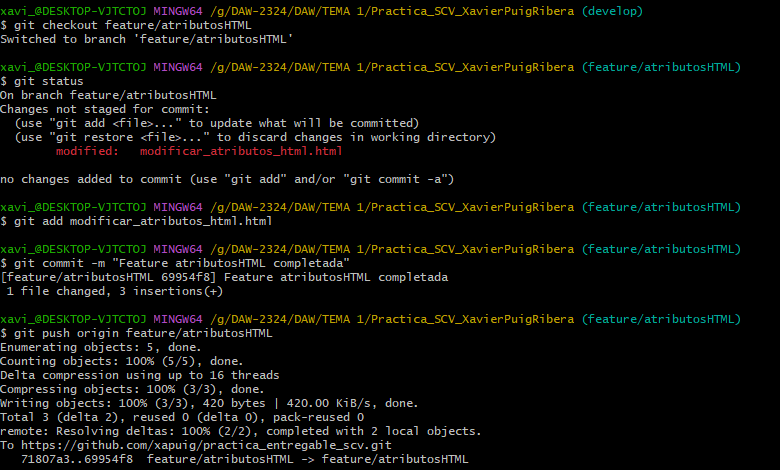 xavi_@DESKTOP-VJTCTOJ MINGW64 /g/DAW-2324/DAW/TEMA 1/Practica_SCV_XavierPuigRibera (develop)
$ git checkout feature/atributosHTML
Switched to branch 'feature/atributosHTML'
xavi_@DESKTOP-VJTCTOJ MINGW64 /g/DAW-2324/DAW/TEMA 1/Practica_SCV_XavierPuigRibera (feature/atributosHTML)
$ git status
On branch feature/atributosHTML
Changes not staged for commit:
  (use "git add <file>..." to update what will be committed)
  (use "git restore <file>..." to discard changes in working directory)
        modified:   modificar_atributos_html.html
no changes added to commit (use "git add" and/or "git commit -a")
xavi_@DESKTOP-VJTCTOJ MINGW64 /g/DAW-2324/DAW/TEMA 1/Practica_SCV_XavierPuigRibera (feature/atributosHTML)
$ git add modificar_atributos_html.html
xavi_@DESKTOP-VJTCTOJ MINGW64 /g/DAW-2324/DAW/TEMA 1/Practica_SCV_XavierPuigRibera (feature/atributosHTML)
$ git commit -m "Feature atributosHTML completada"
[feature/atributosHTML 69954f8] Feature atributosHTML completada
 1 file changed, 3 insertions(+)
xavi_@DESKTOP-VJTCTOJ MINGW64 /g/DAW-2324/DAW/TEMA 1/Practica_SCV_XavierPuigRibera (feature/atributosHTML)
$ git push origin feature/atributosHTML
Enumerating objects: 5, done.
Counting objects: 100% (5/5), done.
Delta compression using up to 16 threads
Compressing objects: 100% (3/3), done.
Writing objects: 100% (3/3), 420 bytes | 420.00 KiB/s, done.
Total 3 (delta 2), reused 0 (delta 0), pack-reused 0
remote: Resolving deltas: 100% (2/2), completed with 2 local objects.
To https://github.com/xapuig/practica_entregable_scv.git
   71807a3..69954f8  feature/atributosHTML -> feature/atributosHTML